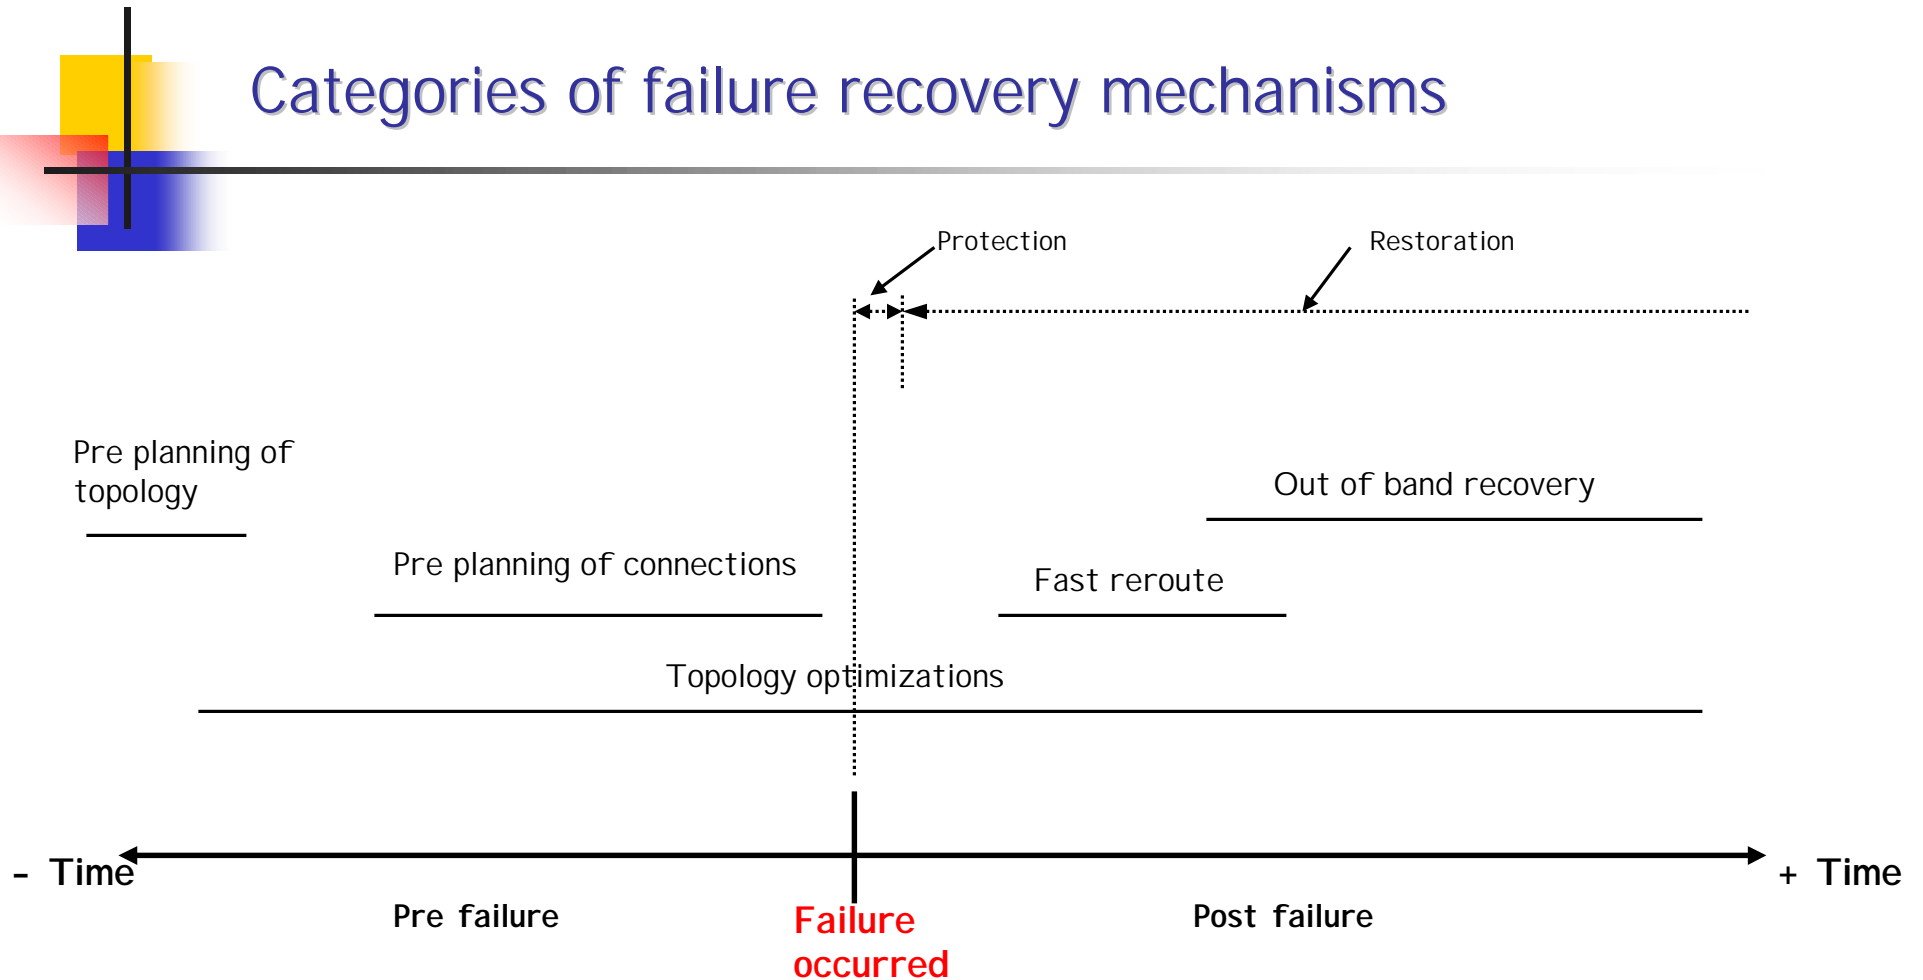 Categories of failure recovery mechanisms
Protection
Restoration
Pre planning of
topology
Out of band recovery
Pre planning of connections
Fast reroute
Topology optimizations
- Time
+ Time
Pre failure
Failure
occurred
Post failure